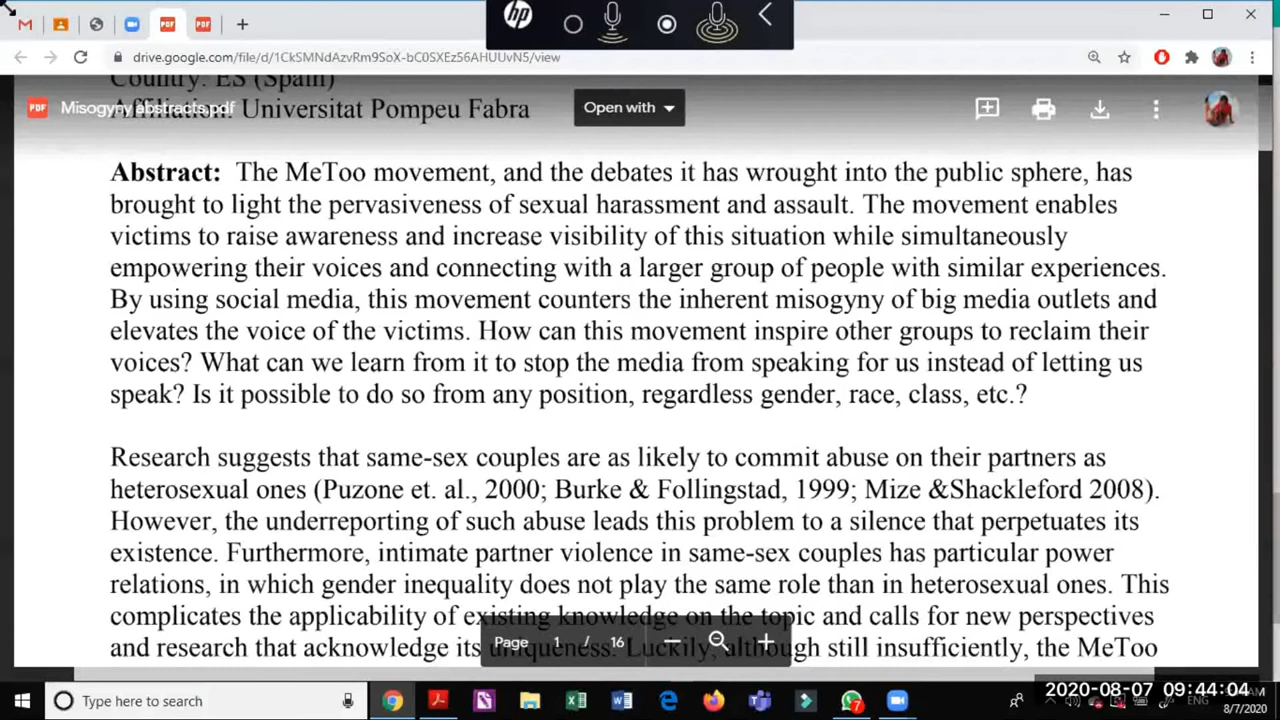 hp
drive.google.com/file/d/1CkSMNdAzvRm9SoX-bC0SXEz56AHUUvN5/view
Country: ES (Spain)
PDF Misogyny abstracts.pdf
Affiliation: Universitat Pompeu Fabra
Open with
Abstract: The MeToo movement, and the debates it has wrought into the public sphere, has
brought to light the pervasiveness of sexual harassment and assault. The movement enables
victims to raise awareness and increase visibility of this situation while simultaneously
empowering their voices and connecting with a larger group of people with similar experiences.
By using social media, this movement counters the inherent misogyny of big media outlets and
elevates the voice of the victims. How can this movement inspire other groups to reclaim their
voices? What can we learn from it to stop the media from speaking for us instead of letting us
speak? Is it possible to do so from any position, regardless gender, race, class, etc.?
Research suggests that same-sex couples are as likely to commit abuse on their partners as
heterosexual ones (Puzone et. al., 2000; Burke & Follingstad, 1999; Mize &Shackleford 2008).
However, the underreporting of such abuse leads this problem to a silence that perpetuates its
existence. Furthermore, intimate partner violence in same-sex couples has particular power
relations, in which gender inequality does not play the same role than in heterosexual ones. This
complicates the applicability of existing knowledge on the topic and calls for new perspectives
and research that acknowledge its uniqueness. Luckily, although still insufficiently, the MeToo
Page 1 / 16
Type here to search
2020-08-07 09:44:04
ENG
8/7/2020